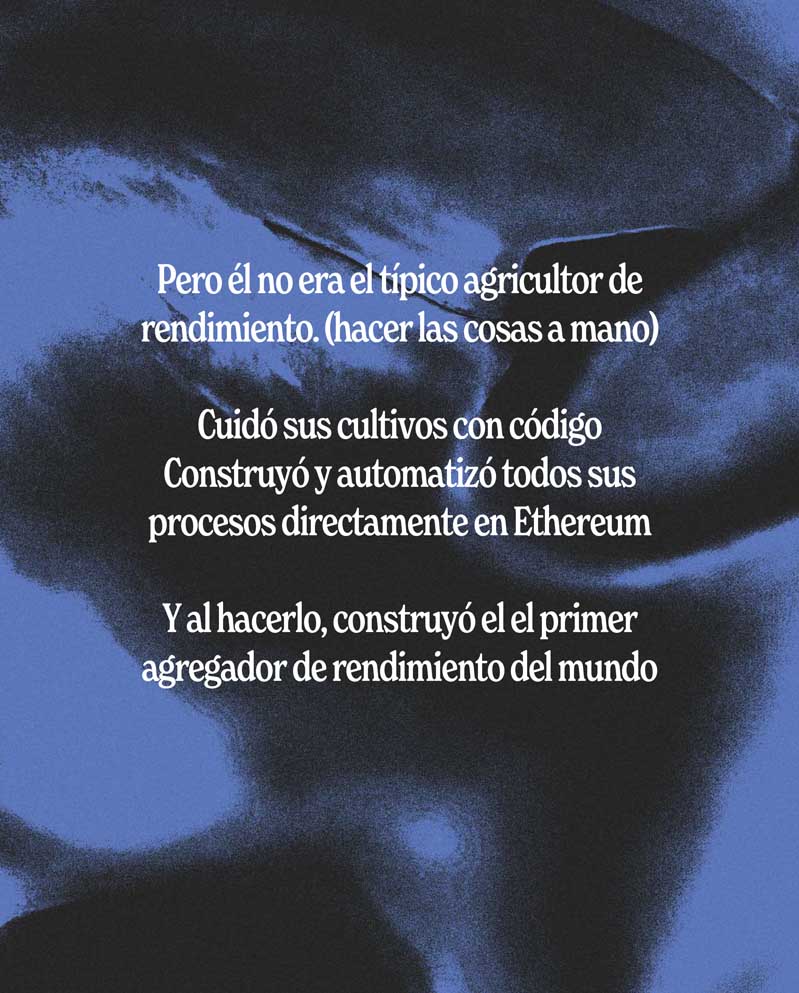 Pero él no era el típico agricultor de
rendimiento. (hacer las cosas a mano)
Cuidó sus cultivos con código
Construyó y automatizó todos sus
procesos directamente en Ethereum
Y al hacerlo, construyó el el primer
agregador de rendimiento del mundo